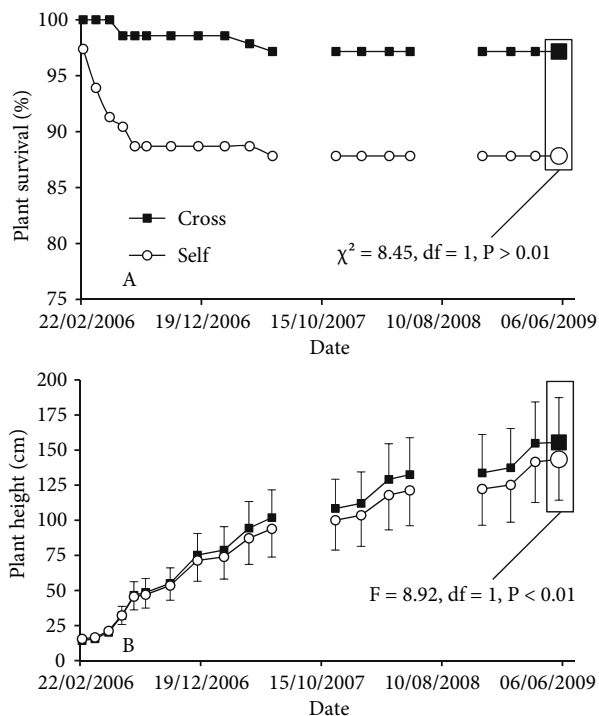 100
95
90
85
80
75
Plant survival (%)
Cross
Self
A
χ² = 8.45, df = 1, P > 0.01
22/02/2006 19/12/2006 15/10/2007 10/08/2008 06/06/2009
Date
200
175
150
125
100
75
50
25
0
Plant height (cm)
F = 8.92, df = 1, P < 0.01
B
22/02/2006 19/12/2006 15/10/2007 10/08/2008 06/06/2009
Date